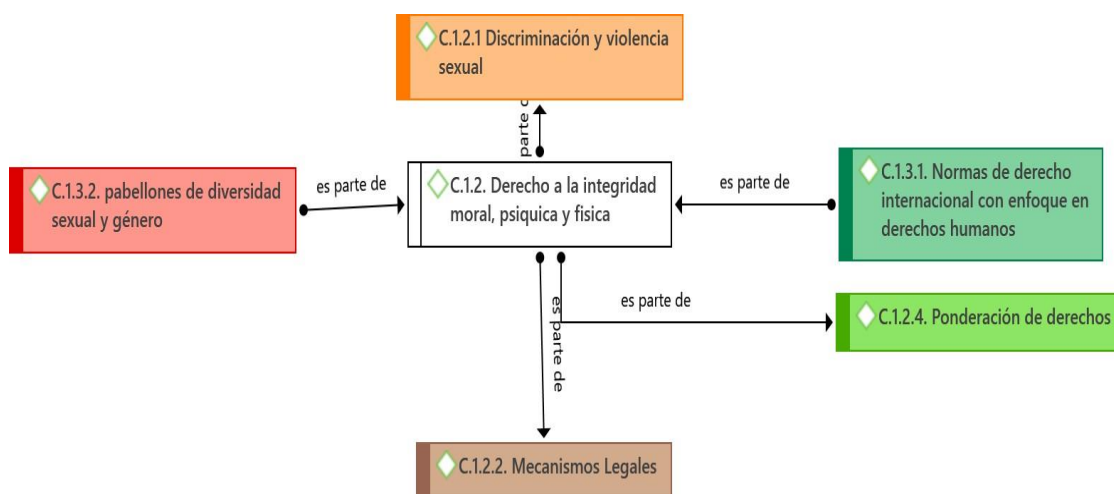 C.1.2.1 Discriminación y violencia
sexual
parte
C.1.3.2. pabellones de diversidad
sexual y género
es parte de
C.1.2. Derecho a la integridad
moral, psiquica y fisica
es parte de
C.1.3.1. Normas de derecho
internacional con enfoque en
derechos humanos
es parte de
es parte de
C.1.2.4. Ponderación de derechos
C.1.2.2. Mecanismos Legales